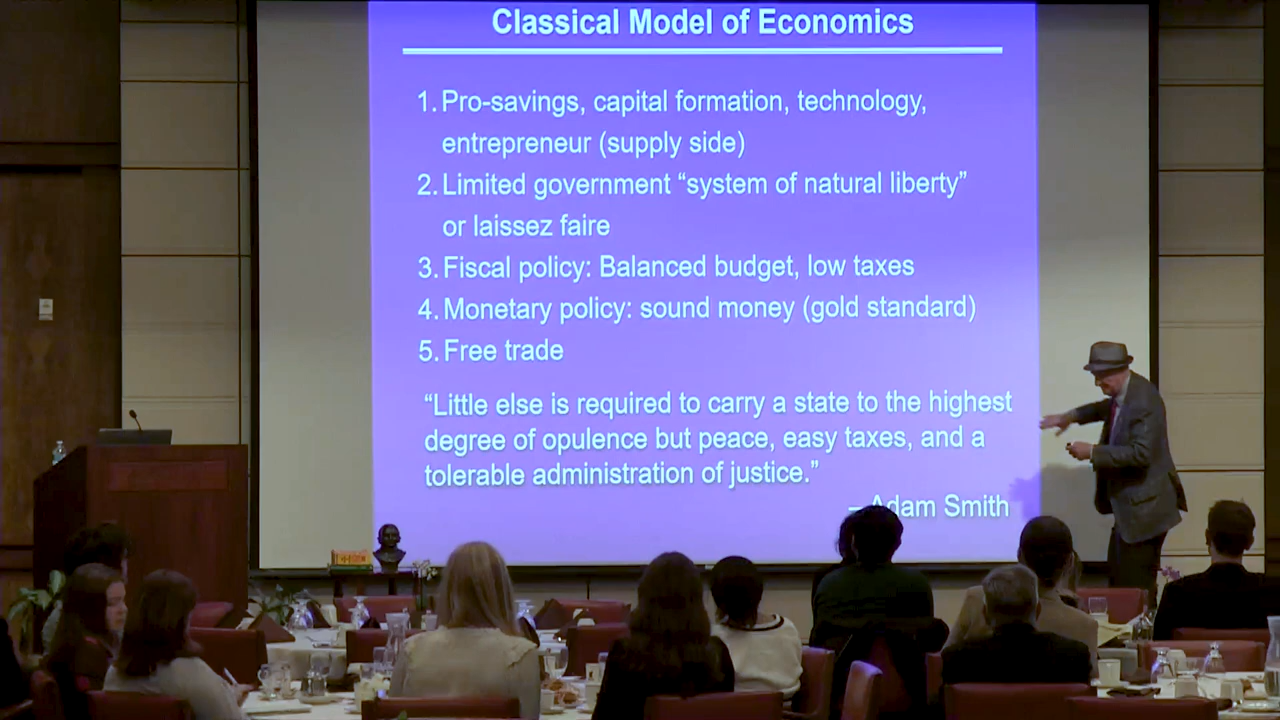 Classical Model of Economics
1. Pro-savings, capital formation, technology,
entrepreneur (supply side)
2. Limited government “system of natural liberty”
or laissez faire
3. Fiscal policy: Balanced budget, low taxes
4. Monetary policy: sound money (gold standard)
5. Free trade
“Little else is required to carry a state to the highest
degree of opulence but peace, easy taxes, and a
tolerable administration of justice.”
– Adam Smith